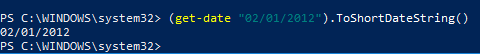 PS C:\WINDOWS\system32> (get-date "02/01/2012").ToShortDateString()
02/01/2012
PS C:\WINDOWS\system32>